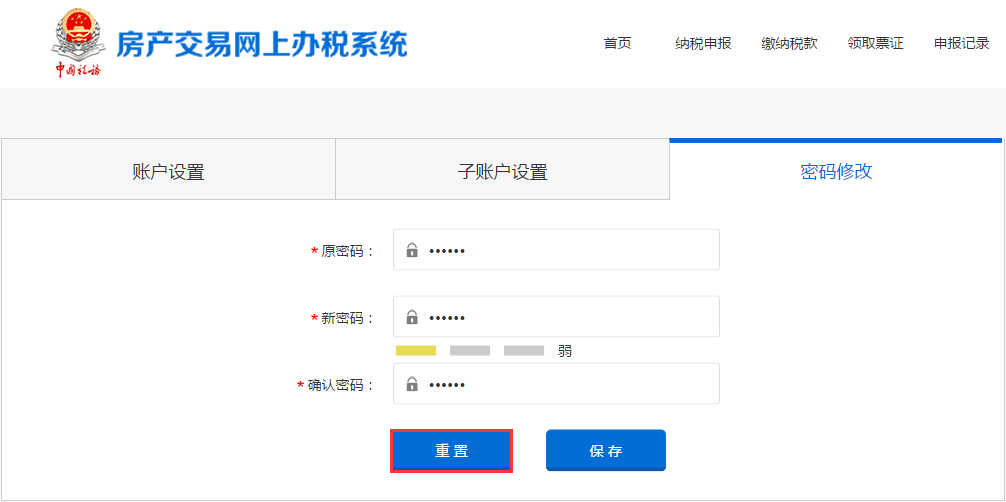 中国税务
房产交易网上办税系统
首页 纳税申报 缴纳税款 领取票证 申报记录
账户设置 子账户设置 密码修改
* 原密码： ••••••
* 新密码： ••••••
弱
* 确认密码： ••••••
重 置 保 存